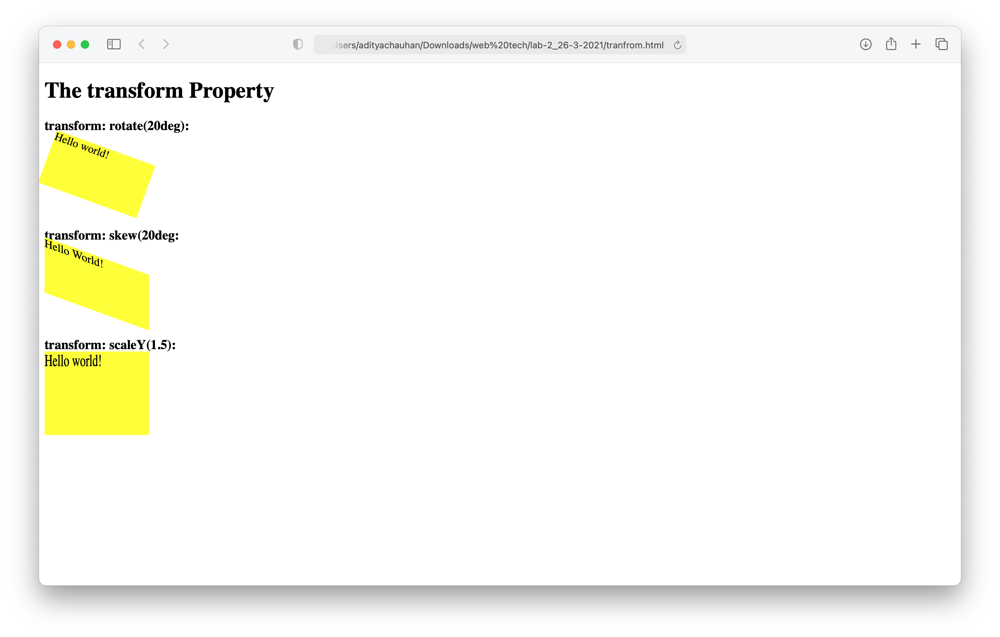 Users/adityachauhan/Downloads/web%20tech/lab-2_26-3-2021/tranfrom.html
The transform Property
transform: rotate(20deg):
Hello world!
transform: skew(20deg:
Hello World!
transform: scaleY(1.5):
Hello world!